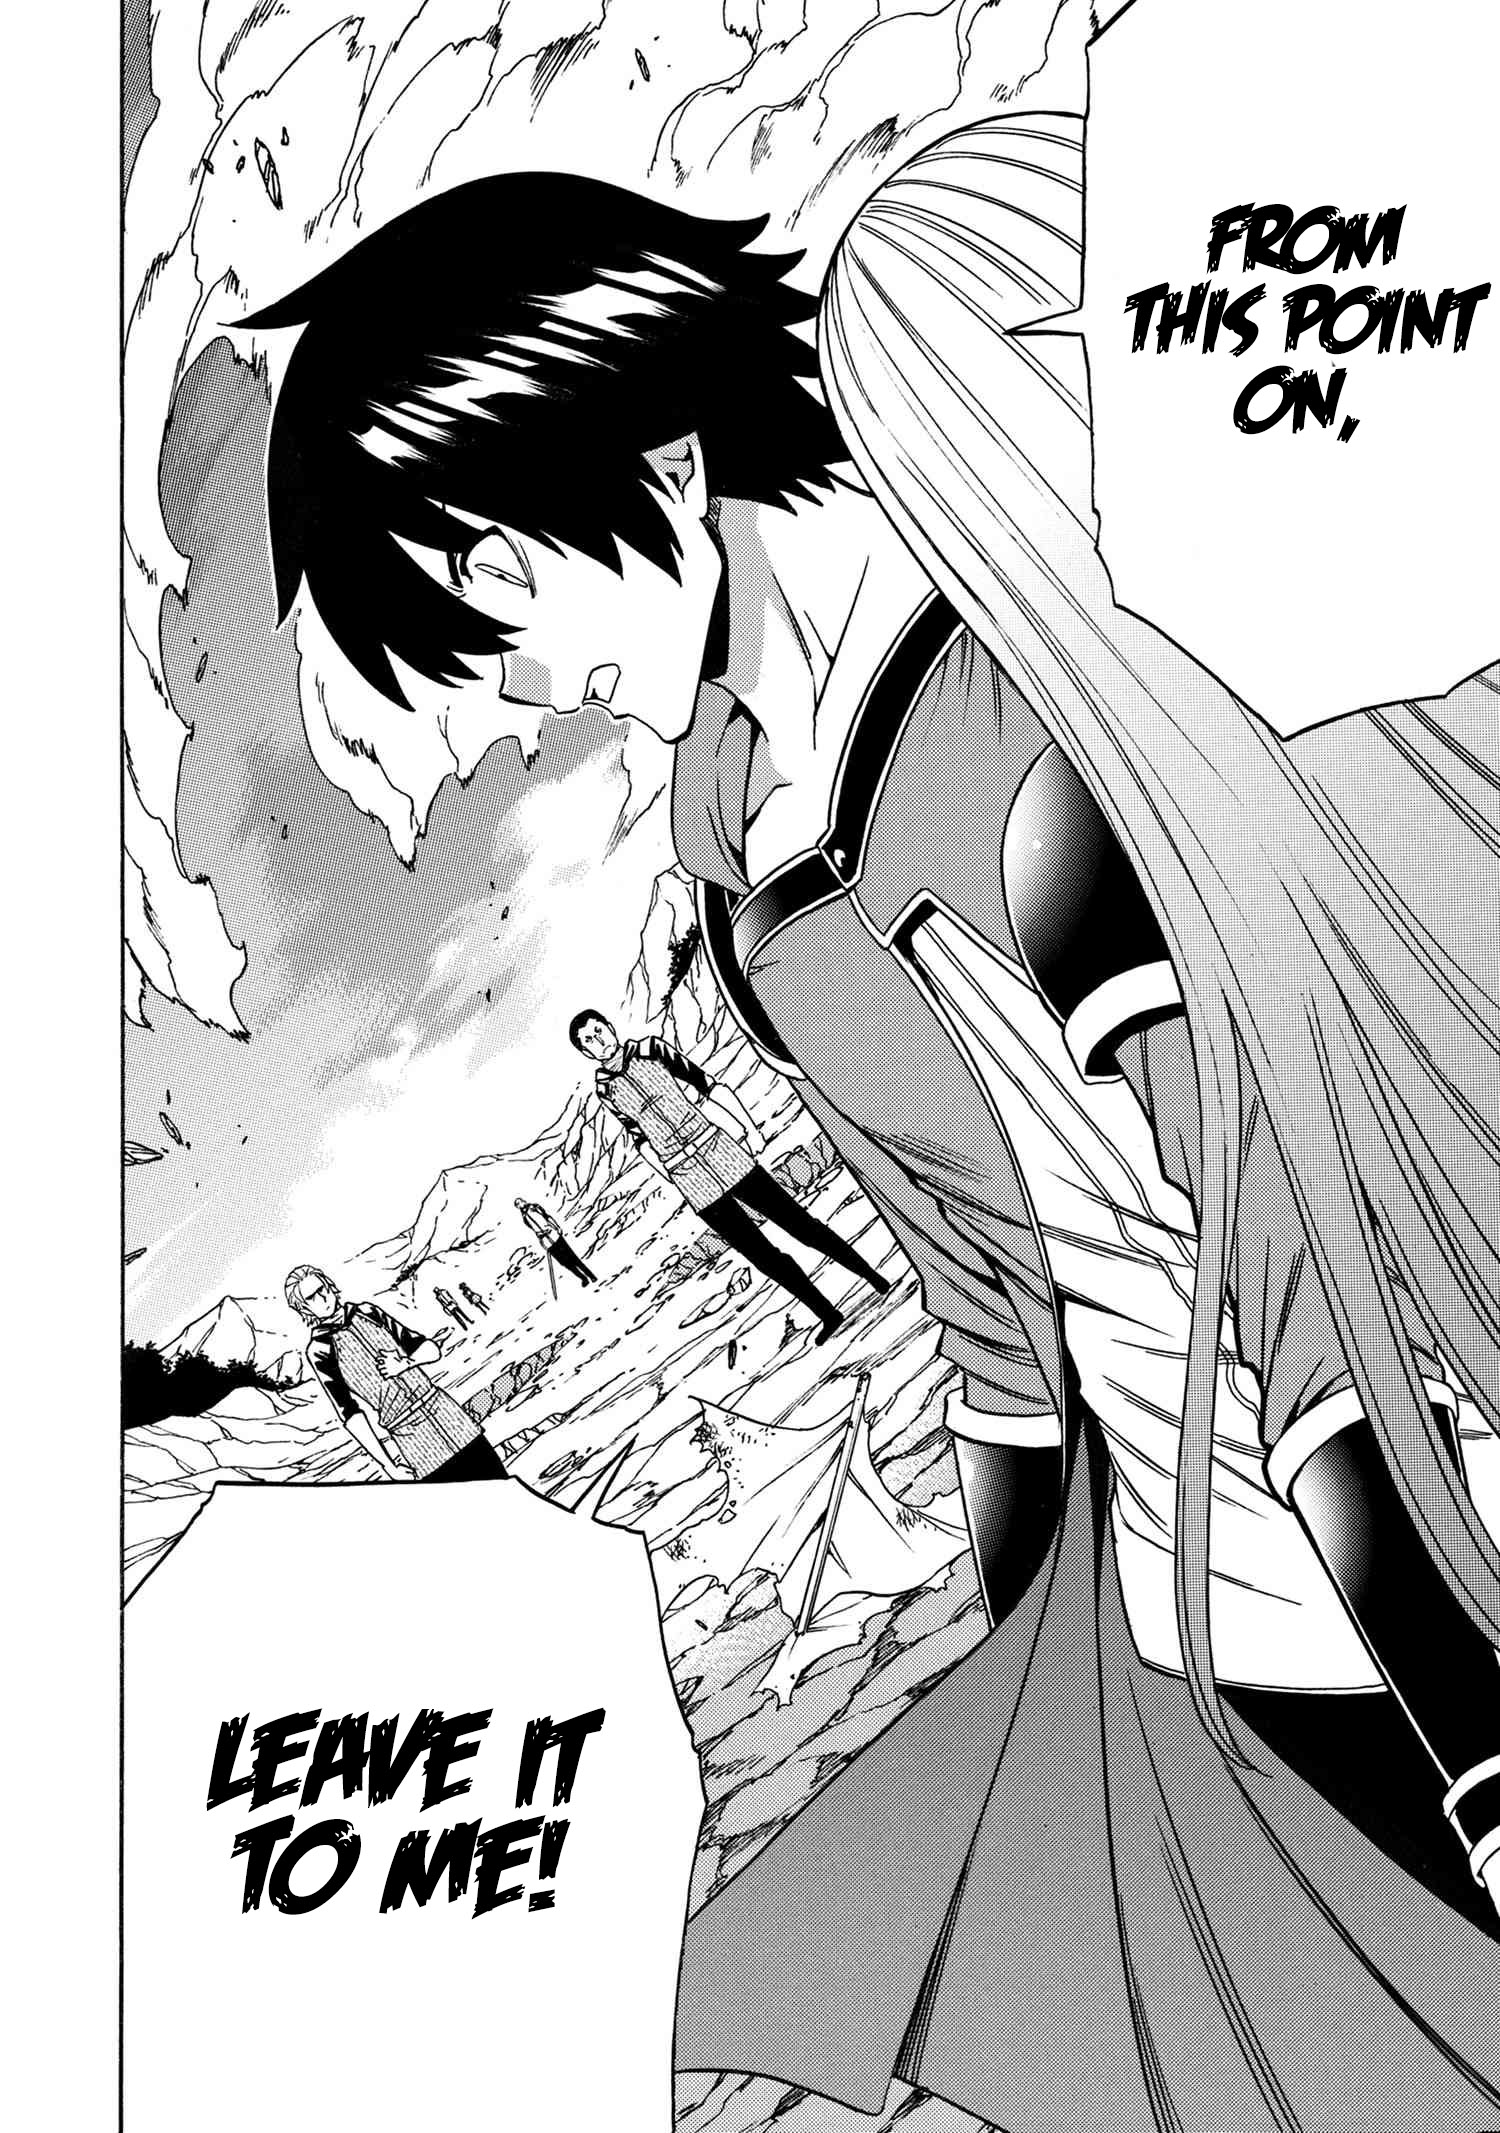 FROM
THIS POINT
ON,
LEAVE IT
TO ME!